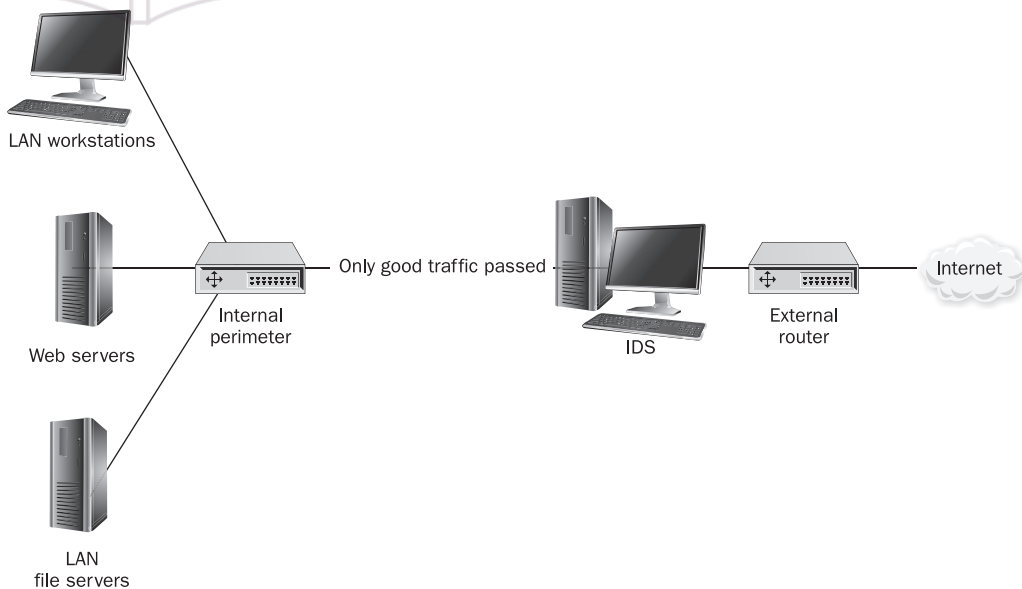 LAN workstations
Web servers
LAN
file servers
Internal
perimeter
Only good traffic passed
IDS
External
router
Internet